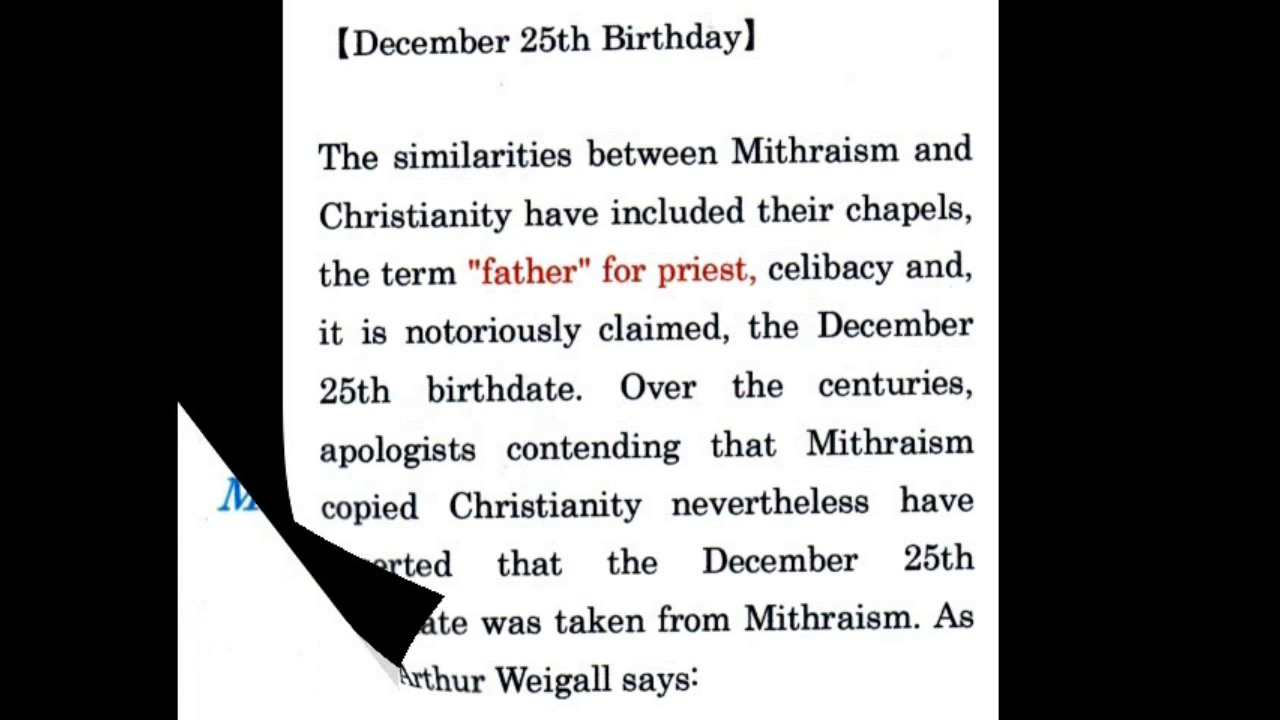 【December 25th Birthday】
The similarities between Mithraism and
Christianity have included their chapels,
the term "father" for priest, celibacy and,
it is notoriously claimed, the December
25th birthdate. Over the centuries,
apologists contending that Mithraism
copied Christianity nevertheless have
that the December 25th
was taken from Mithraism. As
Arthur Weigall says: